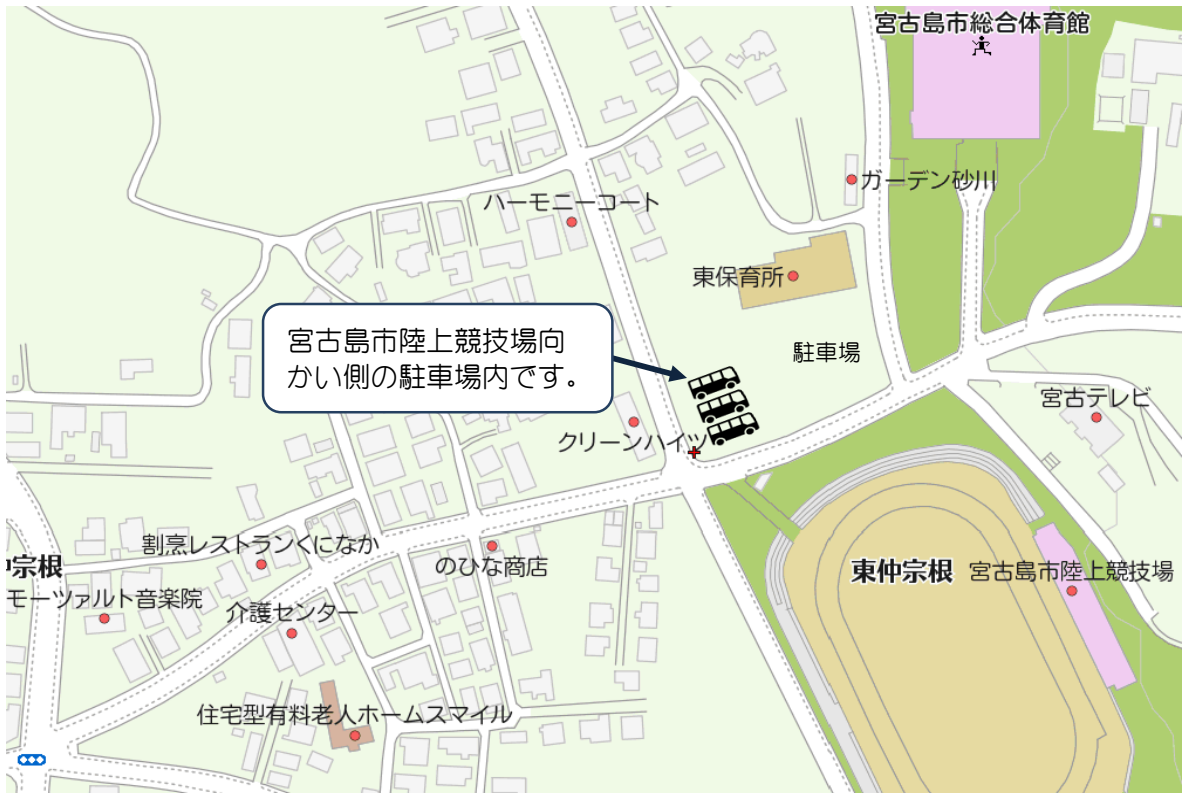 宮古島市総合体育館
ガーデン砂川
ハーモニーコート
東保育所
宮古島市陸上競技場向
かい側の駐車場内です。
駐車場
宮古テレビ
クリーンハイツ
割烹レストランくになか
のひな商店
宗根
東仲宗根
宮古島市陸上競技場
モーツァルト音楽院
介護センター
住宅型有料老人ホームスマイル